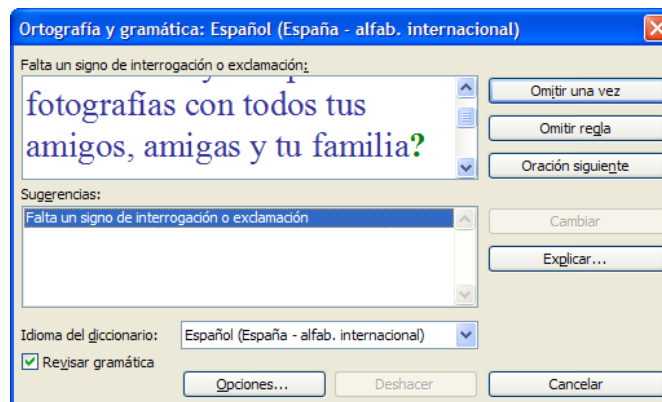 Ortografía y gramática: Español (España - alfab. internacional)
Falta un signo de interrogación o exclamación:
fotografías con todos tus
amigos, amigas y tu familia?
Omitir una vez
Omitir regla
Oración siguiente
Sugerencias:
Falta un signo de interrogación o exclamación
Cambiar
Explicar...
Idioma del diccionario:
Español (España - alfab. internacional)
Revisar gramática
Opciones...
Deshacer
Cancelar